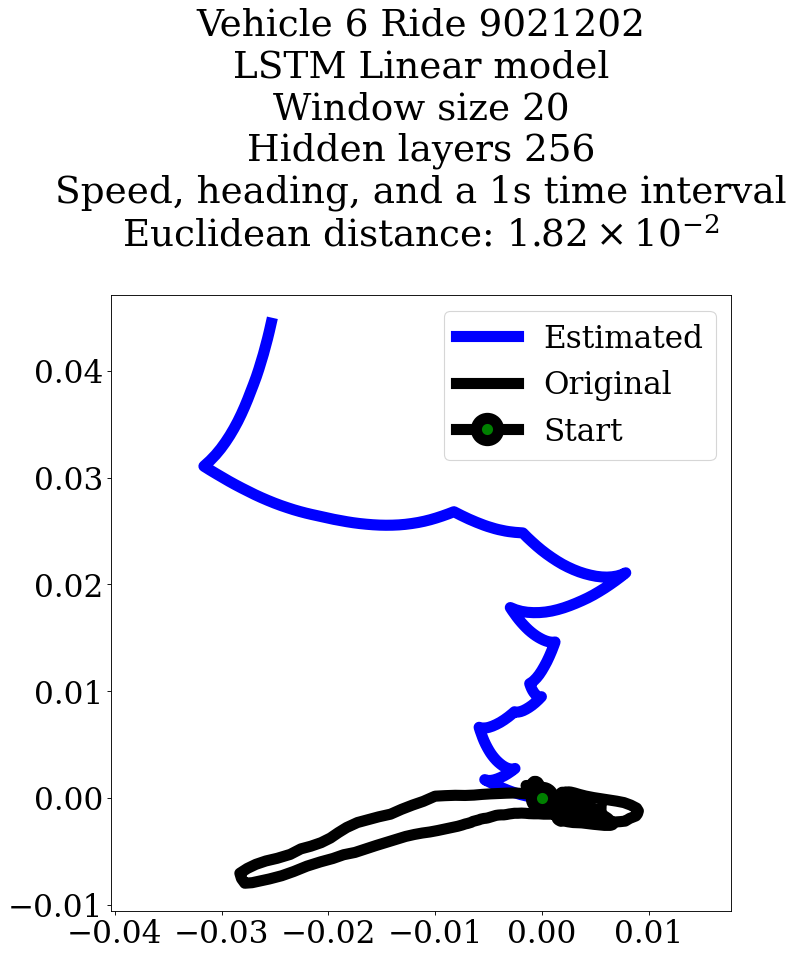 Vehicle 6 Ride 9021202
LSTM Linear model
Window size 20
Hidden layers 256
Speed, heading, and a 1s time interval
Euclidean distance: 1.82 × 10⁻²
Estimated
Original
Start
0.04
0.03
0.02
0.01
0.00
−0.01
−0.04 −0.03 −0.02 −0.01 0.00 0.01